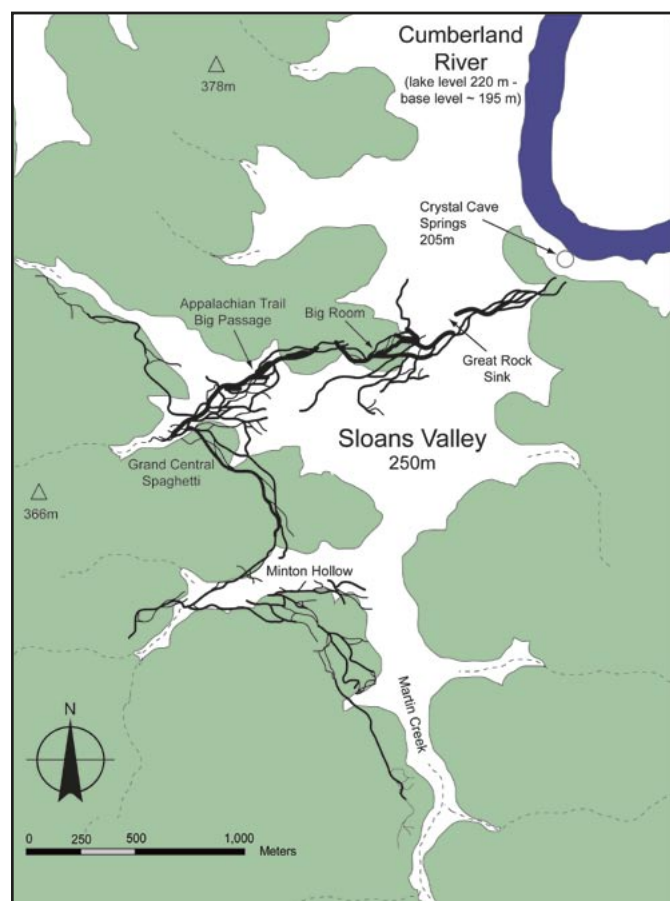 Cumberland
River
(lake level 220 m -
base level ~ 195 m)
378m
Crystal Cave
Springs
205m
Appalachian Trail
Big Passage
Big Room
Great Rock
Sink
Sloans Valley
250m
Grand Central
Spaghetti
366m
Minton Hollow
Martin Creek
N
0 250 500 1,000
Meters